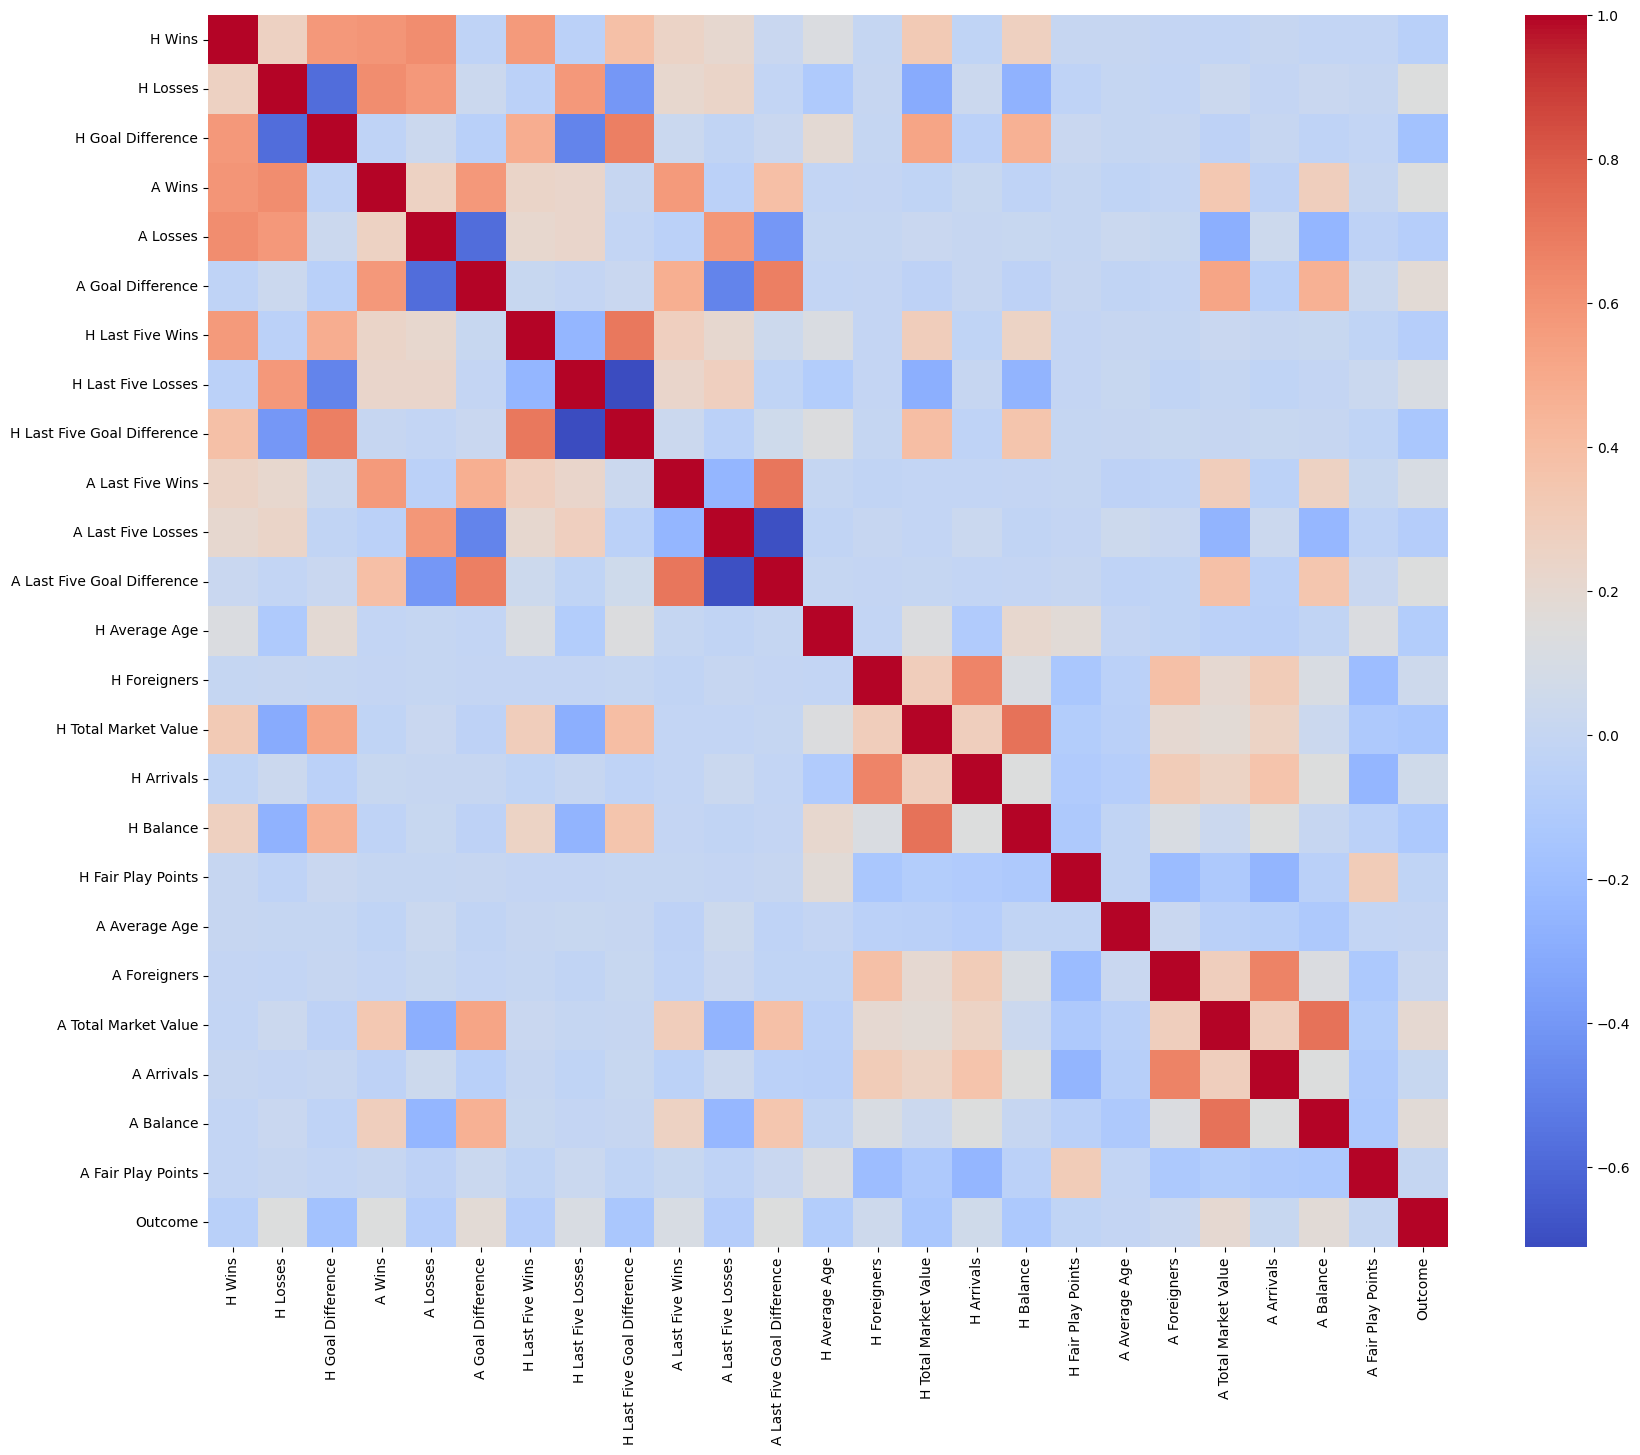 H Wins
H Losses
H Goal Difference
A Wins
A Losses
A Goal Difference
H Last Five Wins
H Last Five Losses
H Last Five Goal Difference
A Last Five Wins
A Last Five Losses
A Last Five Goal Difference
H Average Age
H Foreigners
H Total Market Value
H Arrivals
H Balance
H Fair Play Points
A Average Age
A Foreigners
A Total Market Value
A Arrivals
A Balance
A Fair Play Points
Outcome
H Wins
H Losses
H Goal Difference
A Wins
A Losses
A Goal Difference
H Last Five Wins
H Last Five Losses
H Last Five Goal Difference
A Last Five Wins
A Last Five Losses
A Last Five Goal Difference
H Average Age
H Foreigners
H Total Market Value
H Arrivals
H Balance
H Fair Play Points
A Average Age
A Foreigners
A Total Market Value
A Arrivals
A Balance
A Fair Play Points
Outcome
1.0
0.8
0.6
0.4
0.2
0.0
−0.2
−0.4
−0.6